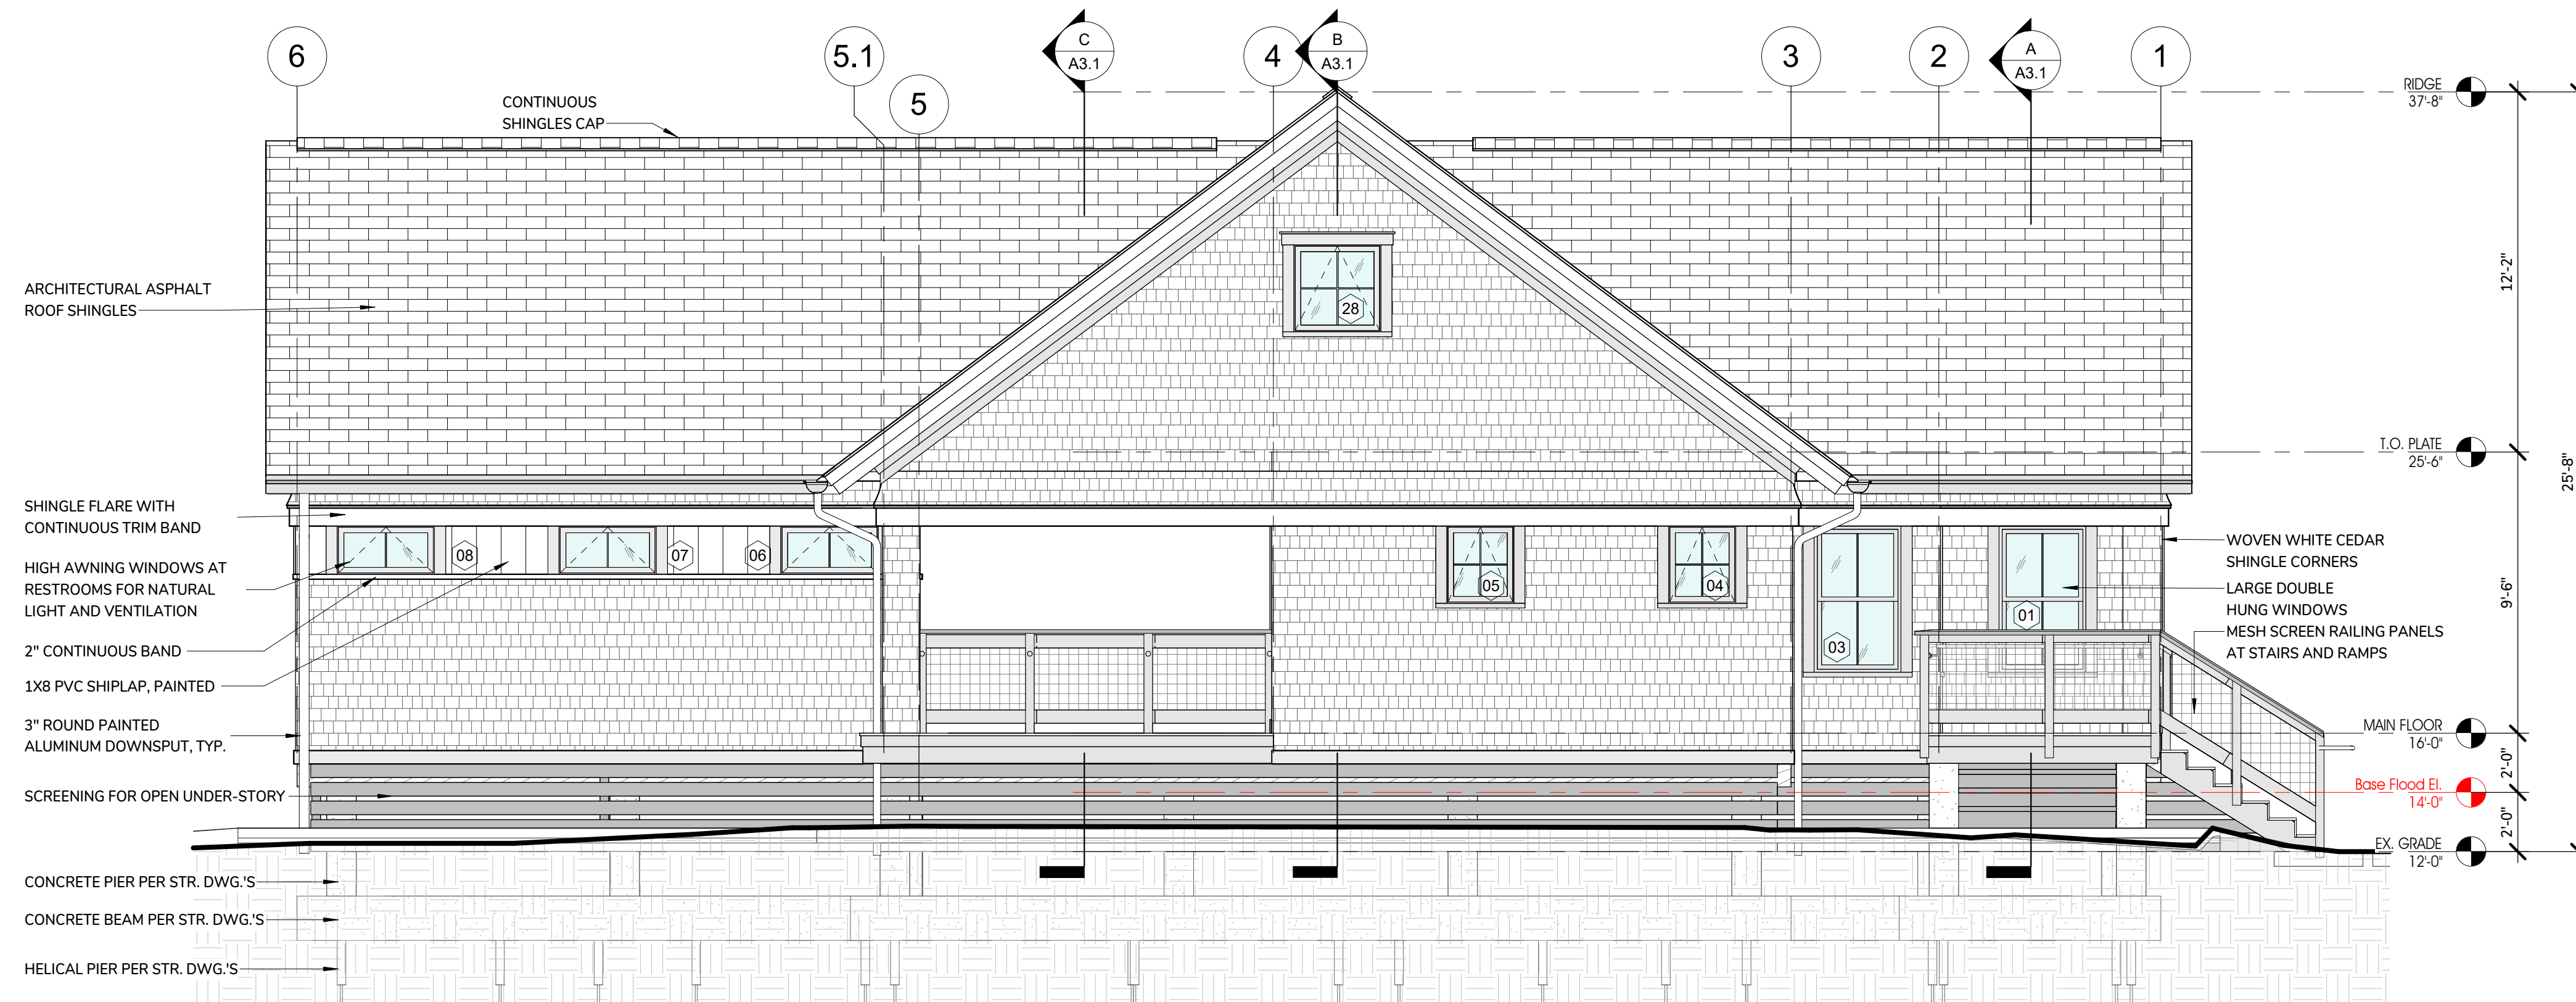 6
5.1
5
C
A3.1
4
B
A3.1
3
2
A
A3.1
1
RIDGE
37'-8"
CONTINUOUS
SHINGLES CAP
ARCHITECTURAL ASPHALT
ROOF SHINGLES
28
12'-2"
T.O. PLATE
25'-6"
25'-8"
SHINGLE FLARE WITH
CONTINUOUS TRIM BAND
HIGH AWNING WINDOWS AT
RESTROOMS FOR NATURAL
LIGHT AND VENTILATION
2" CONTINUOUS BAND
1X8 PVC SHIPLAP, PAINTED
3" ROUND PAINTED
ALUMINUM DOWNSPUT, TYP.
SCREENING FOR OPEN UNDER-STORY
08
07
06
05
04
03
01
WOVEN WHITE CEDAR
SHINGLE CORNERS
LARGE DOUBLE
HUNG WINDOWS
MESH SCREEN RAILING PANELS
AT STAIRS AND RAMPS
9'-6"
MAIN FLOOR
16'-0"
2'-0"
Base Flood El.
14'-0"
2'-0"
EX. GRADE
12'-0"
CONCRETE PIER PER STR. DWG.'S
CONCRETE BEAM PER STR. DWG.'S
HELICAL PIER PER STR. DWG.'S